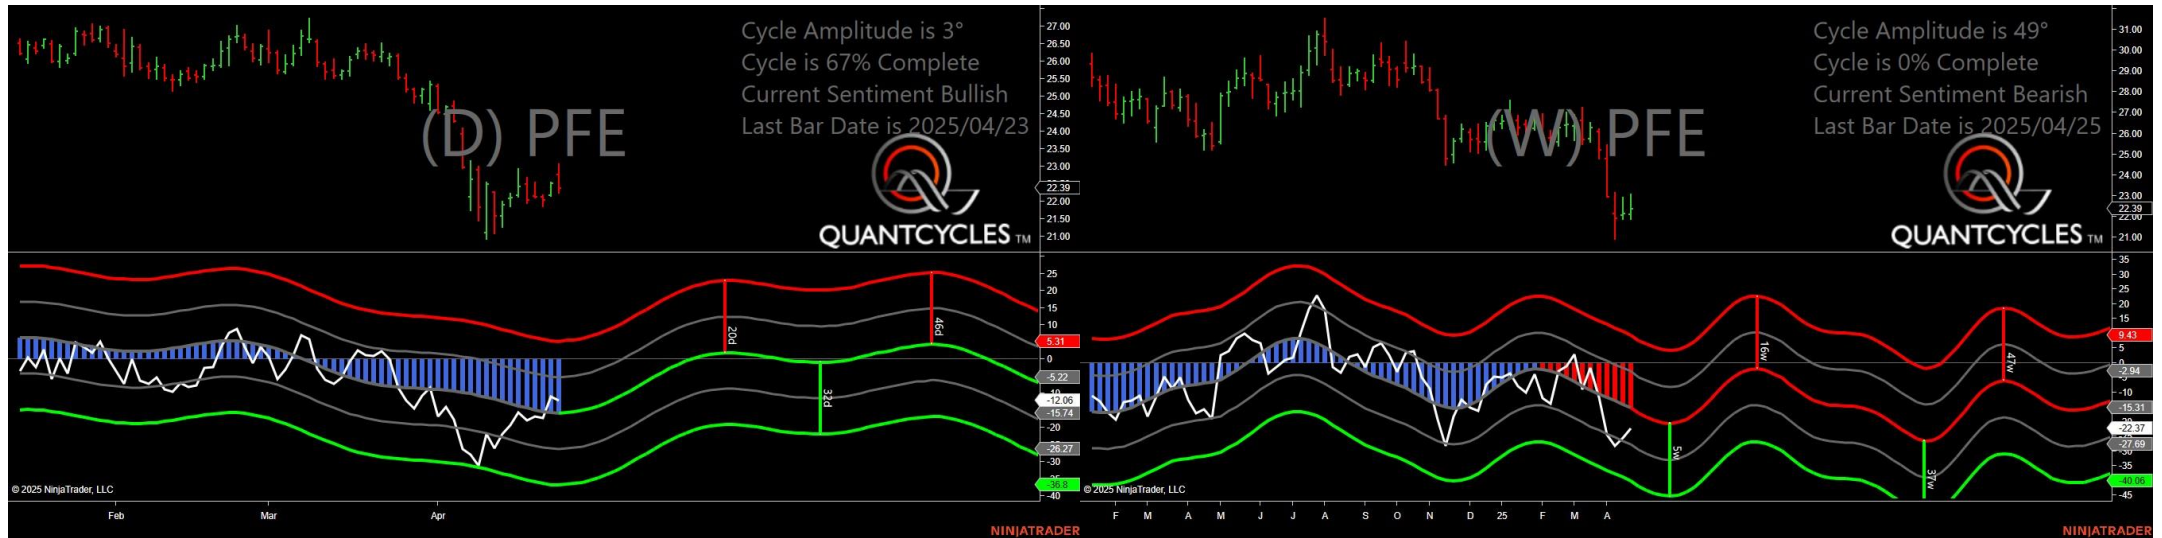 Cycle Amplitude is 3°
Cycle is 67% Complete
Current Sentiment Bullish
Last Bar Date is 2025/04/23
(D) PFE
QUANTCYCLES TM
27.00
26.50
26.00
25.50
25.00
24.50
24.00
23.50
23.00
22.39
22.00
21.50
21.00
25
20
15
10
5.31
0
-5.22
-12.06
-15.74
20
-26.27
-30
-36.8
-40
20d
32d
46d
© 2025 NinjaTrader, LLC
Feb
Mar
Apr
NINJATRADER
Cycle Amplitude is 49°
Cycle is 0% Complete
Current Sentiment Bearish
Last Bar Date is 2025/04/25
(W) PFE
QUANTCYCLES TM
31.00
30.00
29.00
28.00
27.00
26.00
25.00
24.00
23.00
22.39
22.00
21.00
35
30
25
20
15
9.43
5
-2.94
-10
-15.31
-22.37
-27.69
-35
-40.06
-45
5w
16w
37w
47w
© 2025 NinjaTrader, LLC
F
M
A
M
J
J
A
S
O
N
D
25
F
M
A
NINJATRADER